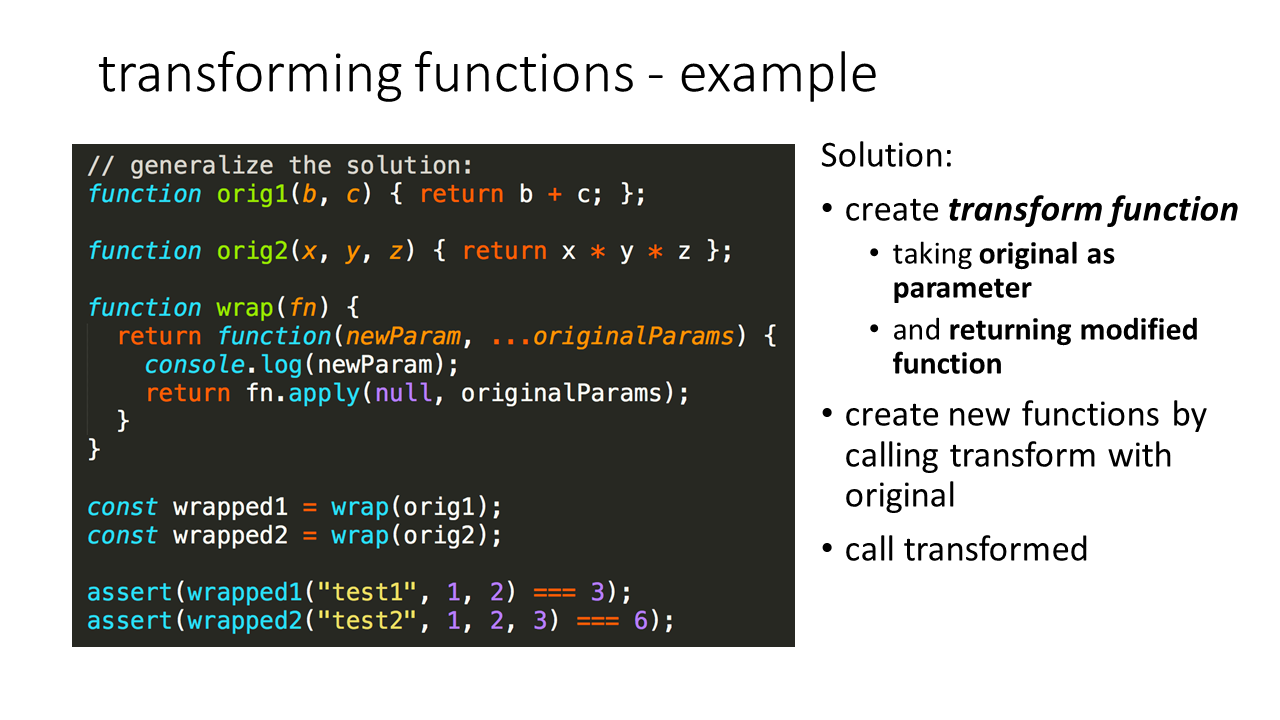 transforming functions - example
// generalize the solution:
function orig1(b, c) { return b + c; };
function orig2(x, y, z) { return x * y * z };
function wrap(fn) {
  return function(newParam, ...originalParams) {
    console.log(newParam);
    return fn.apply(null, originalParams);
  }
}
const wrapped1 = wrap(orig1);
const wrapped2 = wrap(orig2);
assert(wrapped1("test1", 1, 2) === 3);
assert(wrapped2("test2", 1, 2, 3) === 6);
Solution:
• create transform function
• taking original as
parameter
• and returning modified
function
• create new functions by
calling transform with
original
• call transformed